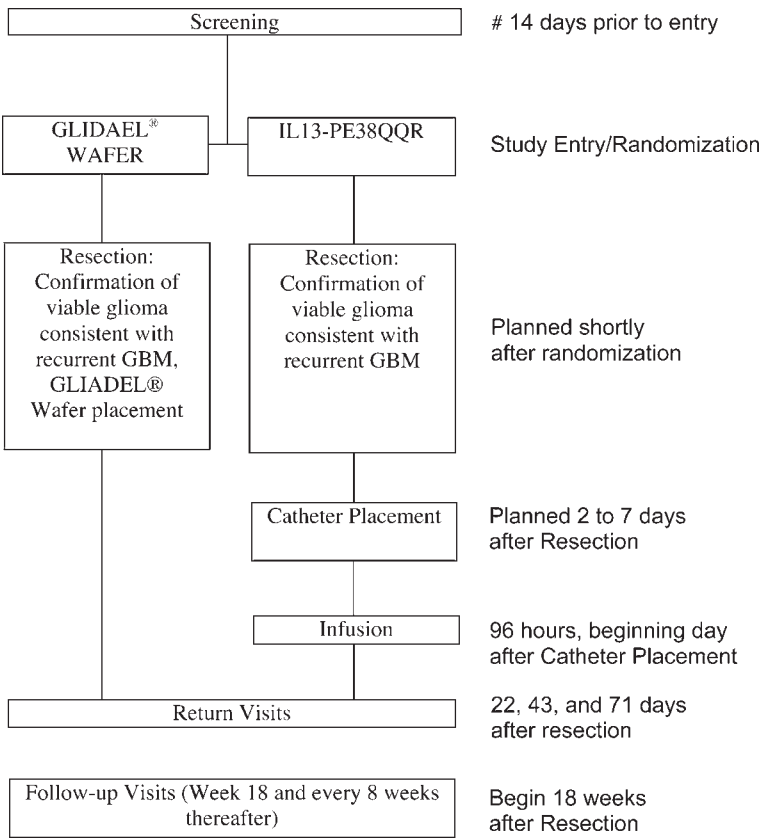 Screening
# 14 days prior to entry
GLIDAEL®
WAFER
IL13-PE38QQR
Study Entry/Randomization
Resection:
Confirmation of
viable glioma
consistent with
recurrent GBM,
GLIADEL®
Wafer placement
Resection:
Confirmation of
viable glioma
consistent with
recurrent GBM
Planned shortly
after randomization
Catheter Placement
Planned 2 to 7 days
after Resection
Infusion
96 hours, beginning day
after Catheter Placement
Return Visits
22, 43, and 71 days
after resection
Follow-up Visits (Week 18 and every 8 weeks
thereafter)
Begin 18 weeks
after Resection